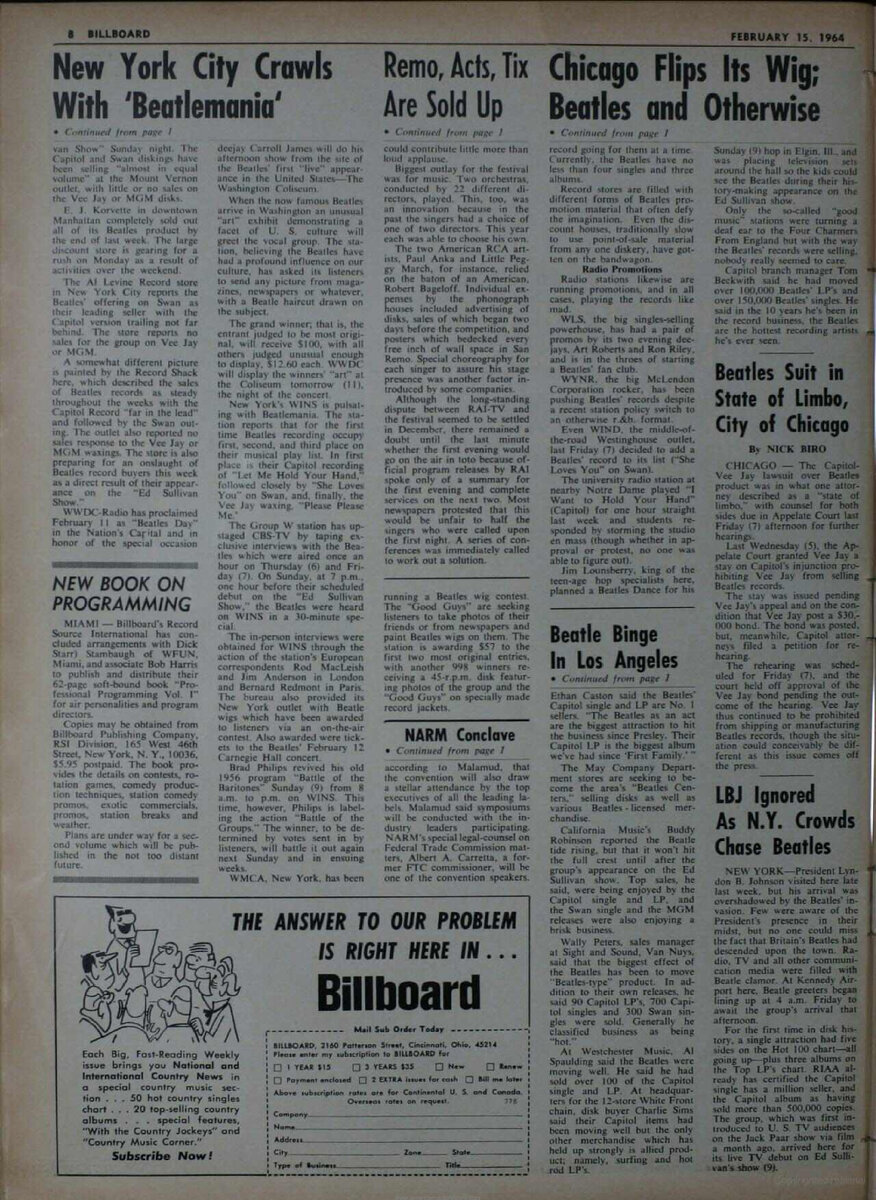 8 BILLBOARD
FEBRUARY 15, 1964
New York City Crawls
With 'Beatlemania'
• Continued from page 1
van Show" Sunday night. The
Capitol and Swan diskings have
been selling "almost in equal
volume" at the Mount Vernon
outlet, with little or no sales on
the Vee Jay or MGM disks.
E. J. Korvette in downtown
Manhattan completely sold out
all of its Beatles product by
the end of last week. The large
discount store is gearing for a
rush on Monday as a result of
activities over the weekend.
The Al Levine Record store
in New York City reports the
Beatles' offering on Swan as
their leading seller with the
Capitol version trailing not far
behind. The store reports no
sales for the group on Vee Jay
or MGM.
A somewhat different picture
is painted by the Record Shack
here, which described the sales
of Beatles records as steady
throughout the weeks with the
Capitol Record "far in the lead"
and followed by the Swan out-
ing. The outlet also reported no
sales response to the Vee Jay or
MGM waxings. The store is also
preparing for an onslaught of
Beatles record buyers this week
as a direct result of their appear-
ance on the "Ed Sullivan
Show."
WWDC-Radio has proclaimed
February 11 as "Beatles Day"
in the Nation's Capital and in
honor of the special occasion
deejay Carroll James will do his
afternoon show from the site of
the Beatles' first "live" appear-
ance in the United States—The
Washington Coliseum.
When the now famous Beatles
arrive in Washington an unusual
"art" exhibit demonstrating a
facet of U. S. culture will
greet the vocal group. The sta-
tion, believing the Beatles have
had a profound influence on our
culture, has asked its listeners
to send any picture from maga-
zines, newspapers or whatever,
with a Beatle haircut drawn on
the subject.
The grand winner; that is, the
entrant judged to be most origi-
nal, will receive $100, with all
others judged unusual enough
to display, $12.60 each. WWDC
will display the winners' "art" at
the Coliseum tomorrow (11),
the night of the concert.
New York's WINS is pulsat-
ing with Beatlemania. The sta-
tion reports that for the first
time Beatles recording occupy
first, second, and third place on
their musical play list. In first
place is their Capitol recording
of "Let Me Hold Your Hand,"
followed closely by "She Loves
You" on Swan, and, finally, the
Vee Jay waxing, "Please Please
Me."
The Group W station has up-
staged CBS-TV by taping ex-
clusive interviews with the Bea-
tles which were aired once an
hour on Thursday (6) and Fri-
day (7). On Sunday, at 7 p.m.,
one hour before their scheduled
debut on the "Ed Sullivan
Show," the Beatles were heard
on WINS in a 30-minute spe-
cial.
The in-person interviews were
obtained for WINS through the
action of the station's European
correspondents Rod MacLeish
and Jim Anderson in London
and Bernard Redmont in Paris.
The bureau also provided its
New York outlet with Beatle
wigs which have been awarded
to listeners via an on-the-air
contest. Also awarded were tick-
ets to the Beatles' February 12
Carnegie Hall concert.
Brad Philips revived his old
1956 program "Battle of the
Baritones" Sunday (9) from 8
a.m. to p.m. on WINS. This
time, however, Philips is label-
ing the action "Battle of the
Groups." The winner, to be de-
termined by votes sent in by
listeners, will battle it out again
next Sunday and in ensuing
weeks.
WMCA, New York, has been
running a Beatles wig contest.
The "Good Guys" are seeking
listeners to take photos of their
friends or from newspapers and
paint Beatles wigs on them. The
station is awarding $57 to the
first two most original entries,
with another 998 winners re-
ceiving a 45-r.p.m. disk featur-
ing photos of the group and the
"Good Guys" on specially made
record jackets.
NEW BOOK ON
PROGRAMMING
MIAMI — Billboard's Record
Source International has con-
cluded arrangements with Dick
Starr) Stambaugh of WFUN,
Miami, and associate Bob Harris
to publish and distribute their
62-page soft-bound book "Pro-
fessional Programming Vol. I"
for air personalities and program
directors.
Copies may be obtained from
Billboard Publishing Company,
RSI Division, 165 West 46th
Street, New York, N. Y., 10036,
$5.95 postpaid. The book pro-
vides the details on contests, ro-
tation games, comedy produc-
tion techniques, station comedy
promos, exotic commercials,
promos, station breaks and
weather.
Plans are under way for a sec-
ond volume which will be pub-
lished in the not too distant
future.
Remo, Acts, Tix
Are Sold Up
• Continued from page 1
could contribute little more than
loud applause.
Biggest outlay for the festival
was for music. Two orchestras,
conducted by 22 different di-
rectors, played. This, too, was
an innovation because in the
past the singers had a choice of
one of two directors. This year
each was able to choose his own.
The two American RCA art-
ists, Paul Anka and Little Peg-
gy March, for instance, relied
on the baton of an American,
Robert Bagloff. Individual ex-
penses by the phonograph
houses included advertising of
disks, sales of which began two
days before the competition, and
posters which bedecked every
free inch of wall space in San
Remo. Special choreography for
each singer to assure his stage
presence was another factor in-
troduced by some companies.
Although the long-standing
dispute between RAI-TV and
the festival seemed to be settled
in December, there remained a
doubt until the last minute
whether the first evening would
go on the air in toto because of-
ficial program releases by RAI
spoke only of a summary for
the first evening and complete
services on the next two. Most
newspapers protested that this
would be unfair to half the
singers who were called upon
the first night. A series of con-
ferences was immediately called
to work out a solution.
NARM Conclave
• Continued from page 1
according to Malamud, that
the convention will also draw
a stellar attendance by the top
executives of all the leading la-
bels. Malamud said symposiums
will be conducted with the in-
dustry leaders participating.
NARM's special legal-counsel on
Federal Trade Commission mat-
ters, Albert A. Carretta, a for-
mer FTC commissioner, will be
one of the convention speakers.
Chicago Flips Its Wig;
Beatles and Otherwise
• Continued from page 1
record going for them at a time.
Currently, the Beatles have no
less than four singles and three
albums.
Record stores are filled with
different forms of Beatles pro-
motion material that often defy
the imagination. Even the dis-
count houses, traditionally slow
to use point-of-sale material
from any diskery, have got-
ten on the bandwagon.
Radio Promotions
Radio stations likewise are
running promotions, and in all
cases, playing the records like
mad.
WLS, the big singles-selling
powerhouse, has had a pair of
promos by its two evening dee-
jays, Art Roberts and Ron Riley,
and is in the throes of starting
a Beatles' fan club.
WYNR, the big McLendon
Corporation rocker, has been
pushing Beatles' records despite
a recent station policy switch to
an otherwise r.&h. format.
Even WIND, the middle-of-
the-road Westinghouse outlet,
last Friday (7) decided to add a
Beatles' record to its list ("She
Loves You" on Swan).
The university radio station at
nearby Notre Dame played "I
Want to Hold Your Hand"
(Capitol) for one hour straight
last week and students re-
sponded by storming the studio
en mass (though whether in ap-
proval or protest, no one was
able to figure out).
Jim Lounsberry, king of the
teen-age hop specialists here,
planned a Beatles Dance for his
Sunday (9) hop in Elgin, Ill., and
was placing television sets
around the hall so the kids could
see the Beatles during their his-
tory-making appearance on the
Ed Sullivan show.
Only the so-called "good
music" stations were turning a
deaf ear to the Four Charmers
From England but with the way
the Beatles' records were selling,
nobody really seemed to care.
Capitol branch manager Tom
Beckwith said he had moved
over 100,000 Beatles' LP's and
over 150,000 Beatles' singles. He
said in the 10 years he's been in
the record business, the Beatles
are the hottest recording artists
he's ever seen.
Beatle Binge
In Los Angeles
• Continued from page 1
Ethan Caston said the Beatles'
Capitol single and LP are No. 1
sellers. "The Beatles as an act
are the biggest attraction to hit
the business since Presley. Their
Capitol LP is the biggest album
we've had since 'First Family.' "
The May Company Depart-
ment stores are seeking to be-
come the area's "Beatles Cen-
ters," selling disks as well as
various Beatles - licensed mer-
chandise.
California Music's Buddy
Robinson reported the Beatle
tide rising, but that it won't hit
the full crest until after the
group's appearance on the Ed
Sullivan show. Top sales, he
said, were being enjoyed by the
Capitol single and LP, and
the Swan single and the MGM
releases were also enjoying a
brisk business.
Wally Peters, sales manager
at Sight and Sound, Van Nuys,
said that the biggest effect of
the Beatles has been to move
"Beatles-type" product. In ad-
dition to their own releases, he
said 90 Capitol LP's, 700 Capi-
tol singles and 300 Swan sin-
gles were sold. Generally he
classified business as being
"hot."
At Westchester Music, Al
Spaulding said the Beatles were
moving well. He said he had
sold over 100 of the Capitol
single and LP. At headquar-
ters for the 12-store White Front
chain, disk buyer Charlie Sims
said their Capitol items had
been moving well but the only
other merchandise which has
held up strongly is allied prod-
uct; namely, surfing and hot
rod LP's.
Beatles Suit in
State of Limbo,
City of Chicago
By NICK BIRO
CHICAGO — The Capitol-
Vee Jay lawsuit over Beatles
product was in what one attor-
ney described as a "state of
limbo," with counsel for both
sides due in Appelate Court last
Friday (7) afternoon for further
hearings.
Last Wednesday (5), the Ap-
pelate Court granted Vee Jay a
stay on Capitol's injunction pro-
hibiting Vee Jay from selling
Beatles records.
The stay was issued pending
Vee Jay's appeal and on the con-
dition that Vee Jay post a $30,-
000 bond. The bond was posted,
but, meanwhile, Capitol attor-
neys filed a petition for re-
hearing.
The rehearing was sched-
uled for Friday (7), and the
court held off approval of the
Vee Jay bond pending the out-
come of the hearing. Vee Jay
thus continued to be prohibited
from shipping or manufacturing
Beatles records, though the situ-
ation could conceivably be dif-
ferent as this issue comes off
the press.
LBJ Ignored
As N.Y. Crowds
Chase Beatles
NEW YORK—President Lyn-
don B. Johnson visited here late
last week, but his arrival was
overshadowed by the Beatles' in-
vasion. Few were aware of the
President's presence in their
midst, but no one could miss
the fact that Britain's Beatles had
descended upon the town. Ra-
dio, TV and all other communi-
cation media were filled with
Beatle clamor. At Kennedy Air-
port here, Beatle greeters began
lining up at 4 a.m. Friday to
await the group's arrival that
afternoon.
For the first time in disk his-
tory, a single attraction had five
sides on the Hot 100 chart—all
going up—plus three albums on
the Top LP's chart. RIAA al-
ready has certified the Capitol
single has a million seller, and
the Capitol album as having
sold more than 500,000 copies.
The group, which was first in-
troduced to U. S. TV audiences
on the Jack Paar show via film
a month ago, arrived here for
its live TV debut on Ed Sulli-
van's show (9).
THE ANSWER TO OUR PROBLEM
IS RIGHT HERE IN . . .
Billboard
Each Big, Fast-Reading Weekly
issue brings you National and
International Country News in
a special country music sec-
tion . . . 50 hot country singles
chart . . . 20 top-selling country
albums . . . special features,
"With the Country Jockeys" and
"Country Music Corner."
Subscribe Now!
Mail Sub Order Today
BILLBOARD, 2160 Patterson Street, Cincinnati, Ohio, 45214
Please enter my subscription to BILLBOARD for
☐ 1 YEAR $15 ☐ 3 YEARS $35 ☐ New ☐ Renew
☐ Payment enclosed ☐ 2 EXTRA issues for cash ☐ Bill me later
Above subscription rates are for Continental U. S. and Canada.
Overseas rates on request. 776
Company
Name
Address
City Zone State
Type of Business Title